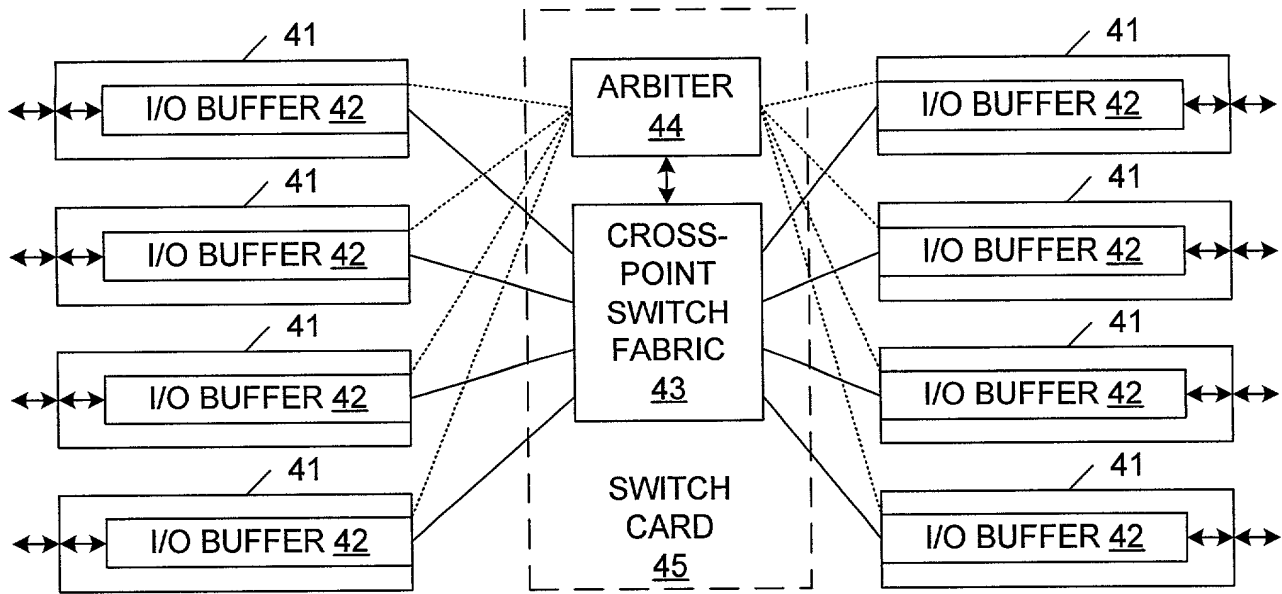 41
41
I/O BUFFER 42
ARBITER
44
I/O BUFFER 42
41
41
I/O BUFFER 42
CROSS-
POINT
SWITCH
FABRIC
43
I/O BUFFER 42
41
41
I/O BUFFER 42
I/O BUFFER 42
41
41
I/O BUFFER 42
SWITCH
CARD
45
I/O BUFFER 42